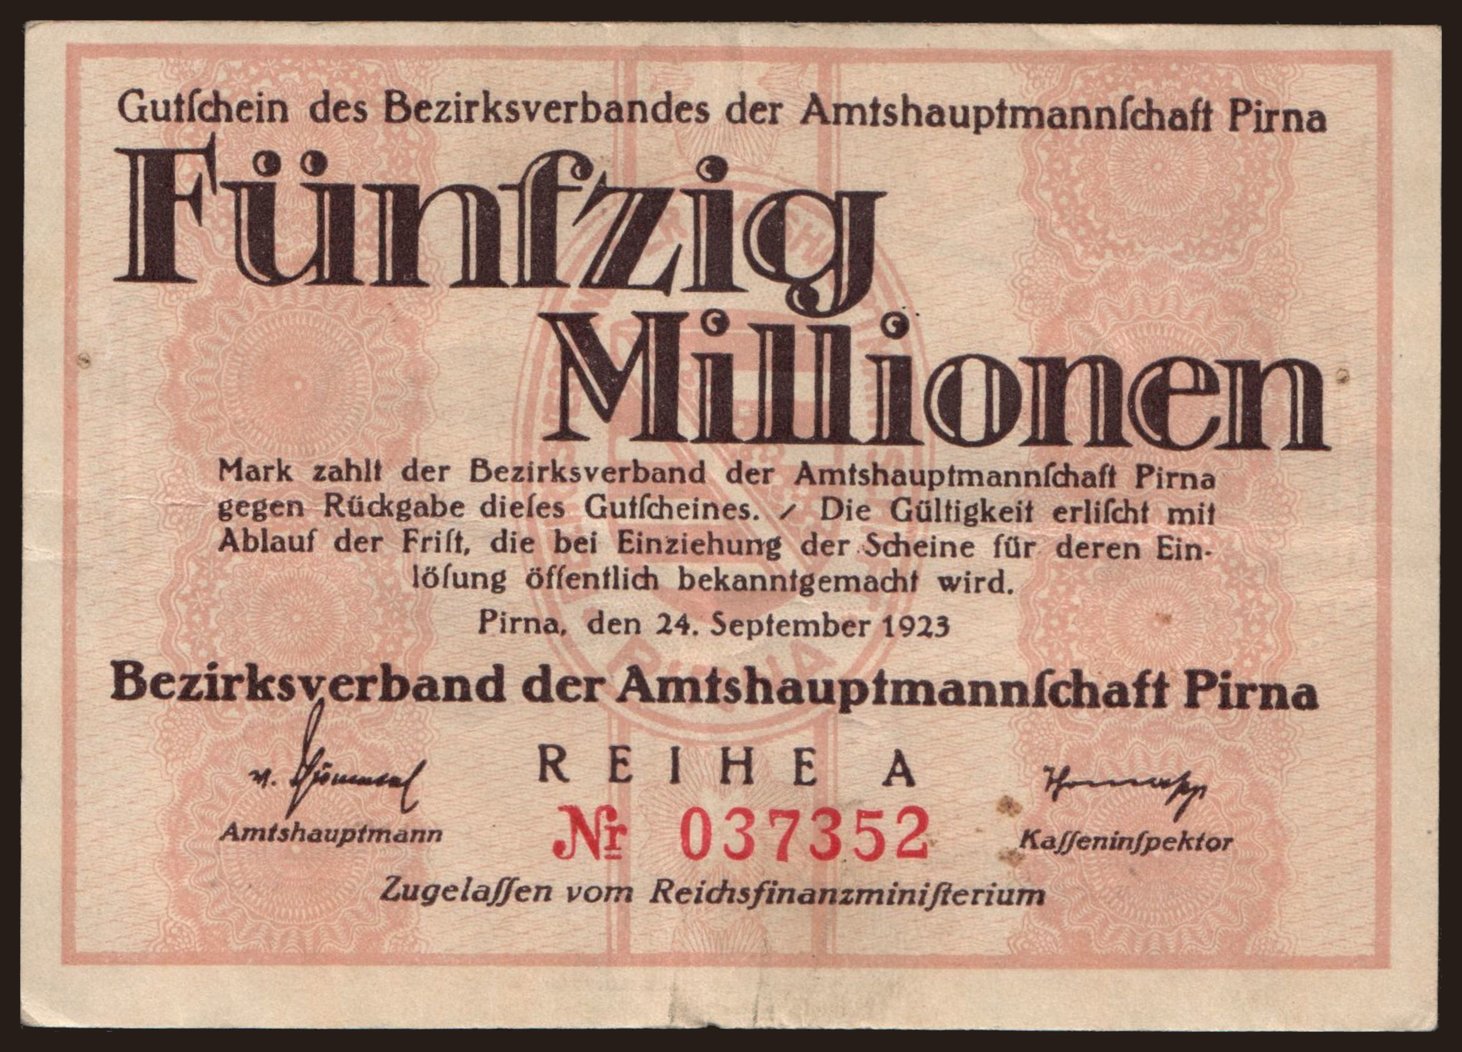 Gutſchein des Bezirksverbandes der Amtshauptmannſchaft Pirna
Fünfzig
Millionen
Mark zahlt der Bezirksverband der Amtshauptmannſchaft Pirna
gegen Rückgabe dieſes Gutſcheines. / Die Gültigkeit erliſcht mit
Ablauf der Friſt, die bei Einziehung der Scheine für deren Ein-
löſung öffentlich bekanntgemacht wird.
Pirna, den 24. September 1923
Bezirksverband der Amtshauptmannſchaft Pirna
REIHE A
Amtshauptmann
Nr 037352
Kaſſeninſpektor
Zugelaſſen vom Reichsfinanzminiſterium